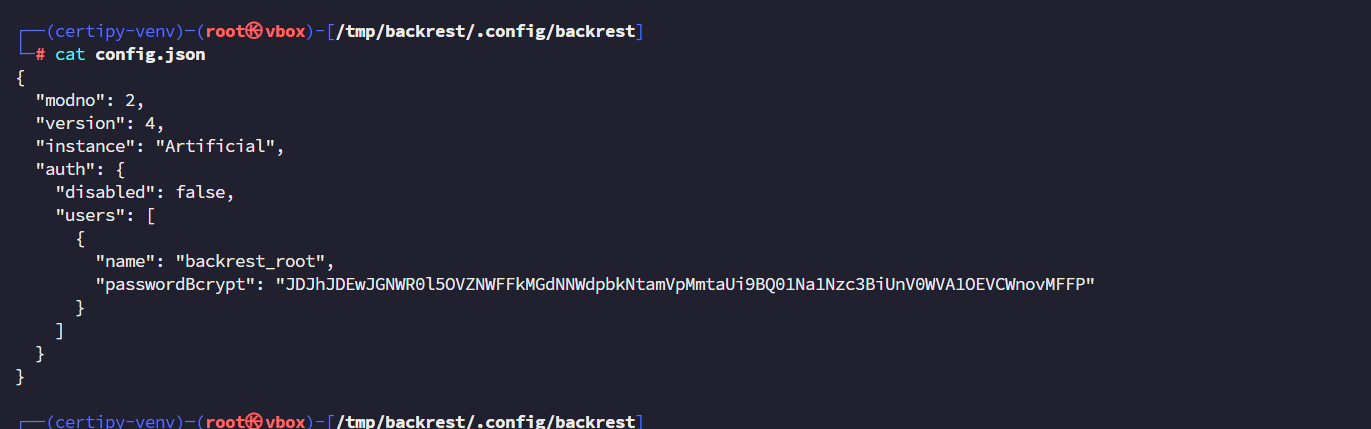 ┌──(certipy-venv)─(root㉿vbox)-[/tmp/backrest/.config/backrest]
└─# cat config.json
{
  "modno": 2,
  "version": 4,
  "instance": "Artificial",
  "auth": {
    "disabled": false,
    "users": [
      {
        "name": "backrest_root",
        "passwordBcrypt": "JDJhJDEwJGNWR0l5OVZNWFFkMGdNNWdpbkNtamVpMmtaUi9BQ01Na1Nzc3BiUnV0WVA1OEVCWnovMFFP"
      }
    ]
  }
}
┌──(certipy-venv)─(root㉿vbox)-[/tmp/backrest/.config/backrest]